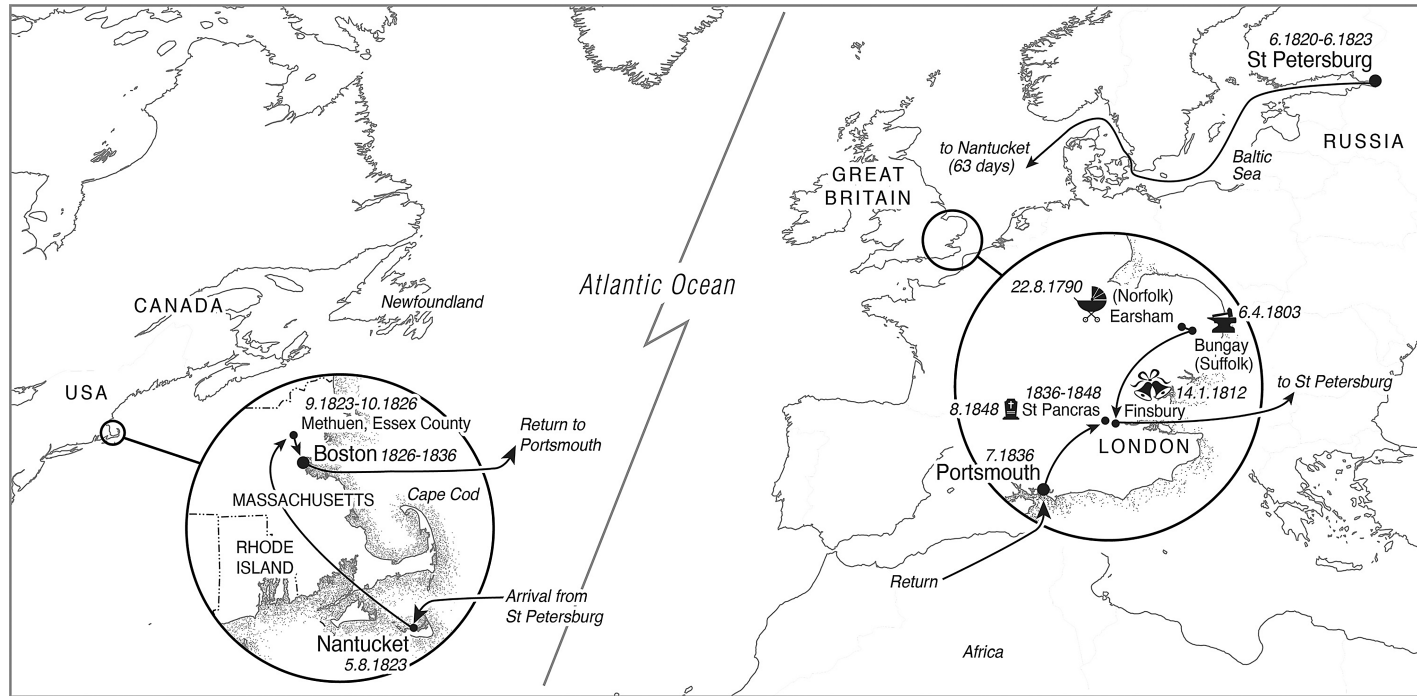 6.1820-6.1823
St Petersburg
RUSSIA
Baltic
Sea
to Nantucket
(63 days)
GREAT
BRITAIN
Atlantic Ocean
CANADA
Newfoundland
USA
9.1823-10.1826
Methuen, Essex County
Boston 1826-1836
Return to
Portsmouth
MASSACHUSETTS
Cape Cod
RHODE
ISLAND
Arrival from
St Petersburg
Nantucket
5.8.1823
22.8.1790
(Norfolk)
Earsham
6.4.1803
Bungay
(Suffolk)
to St Petersburg
1836-1848
14.1.1812
8.1848
St Pancras
Finsbury
LONDON
7.1836
Portsmouth
Return
Africa